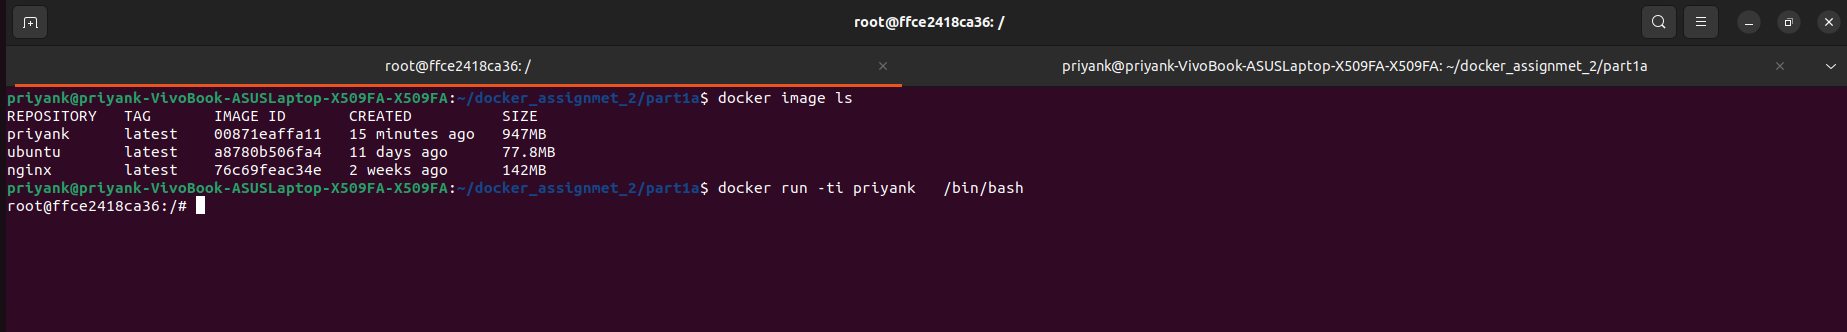 root@ffce2418ca36: /
root@ffce2418ca36: /
priyank@priyank-VivoBook-ASUSLaptop-X509FA-X509FA: ~/docker_assignmet_2/part1a
priyank@priyank-VivoBook-ASUSLaptop-X509FA-X509FA:~/docker_assignmet_2/part1a$ docker image ls
REPOSITORY   TAG       IMAGE ID       CREATED          SIZE
priyank      latest    00871eaffa11   15 minutes ago   947MB
ubuntu       latest    a8780b506fa4   11 days ago      77.8MB
nginx        latest    76c69feac34e   2 weeks ago      142MB
priyank@priyank-VivoBook-ASUSLaptop-X509FA-X509FA:~/docker_assignmet_2/part1a$ docker run -ti priyank   /bin/bash
root@ffce2418ca36:/#